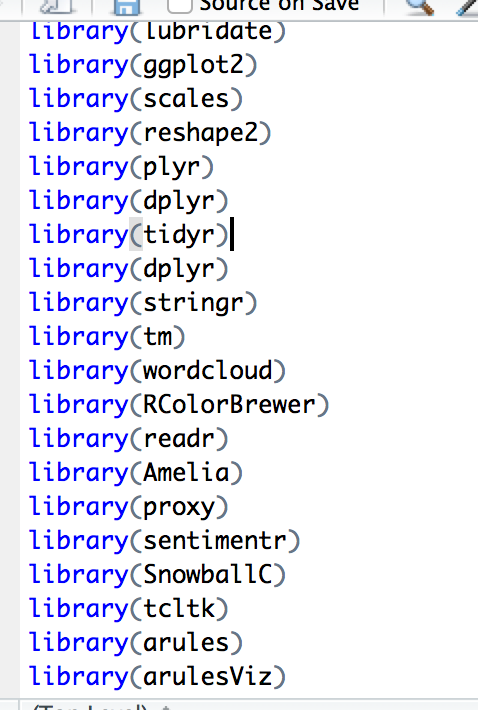 Source on Save
library(lubridate)
library(ggplot2)
library(scales)
library(reshape2)
library(plyr)
library(dplyr)
library(tidyr)
library(dplyr)
library(stringr)
library(tm)
library(wordcloud)
library(RColorBrewer)
library(readr)
library(Amelia)
library(proxy)
library(sentimentr)
library(SnowballC)
library(tcltk)
library(arules)
library(arulesViz)
(Top Level)